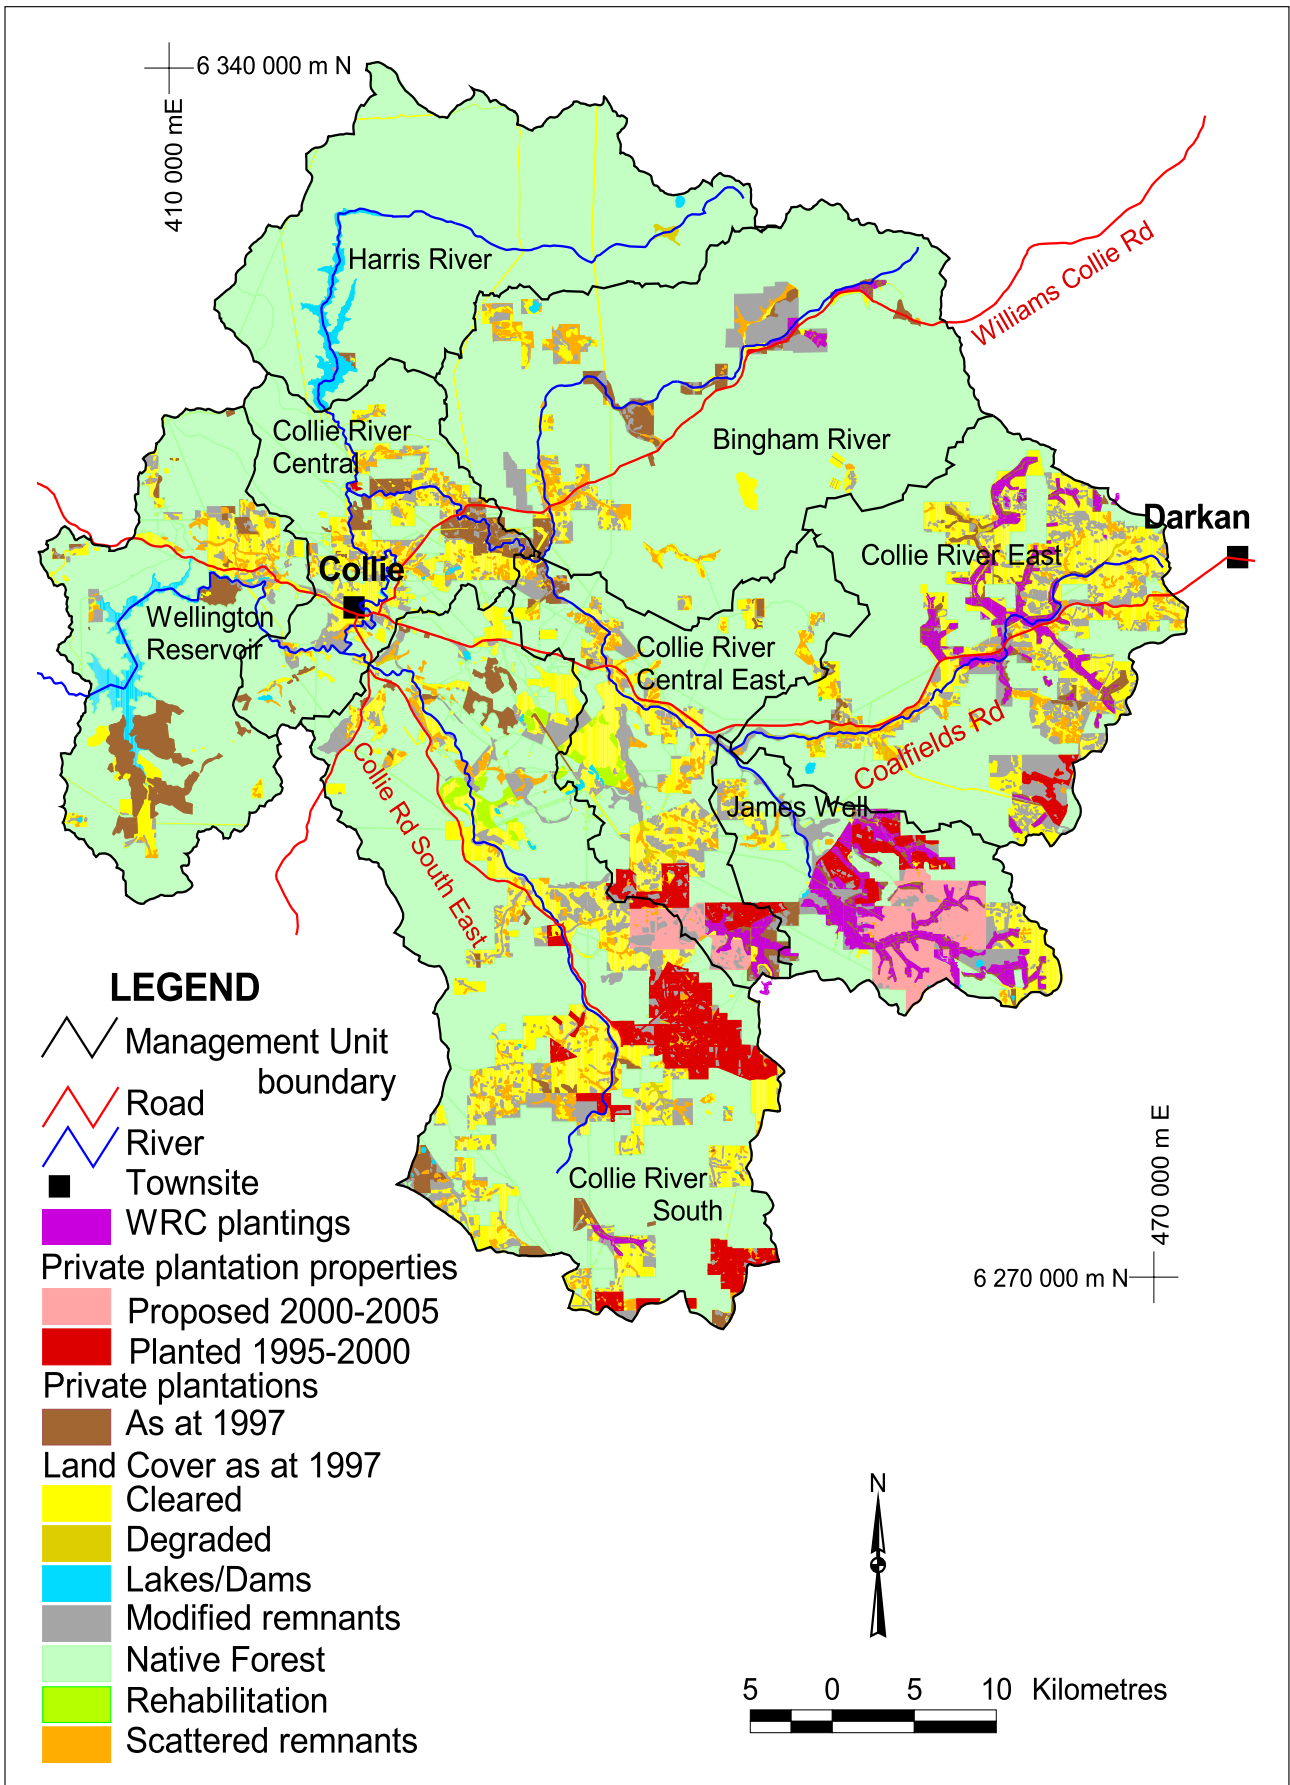 6 340 000 m N
410 000 mE
Harris River
Williams Collie Rd
Collie River
Central
Bingham River
Darkan
Collie River East
Collie
Wellington
Reservoir
Collie River
Central East
Coalfields Rd
Collie Rd South East
James Well
LEGEND
Management Unit
boundary
Road
River
Townsite
WRC plantings
Private plantation properties
Proposed 2000-2005
Planted 1995-2000
Private plantations
As at 1997
Land Cover as at 1997
Cleared
Degraded
Lakes/Dams
Modified remnants
Native Forest
Rehabilitation
Scattered remnants
Collie River
South
470 000 m E
6 270 000 m N
N
5 0 5 10 Kilometres